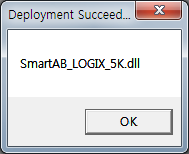 Deployment Succeed...
SmartAB_LOGIX_5K.dll
OK